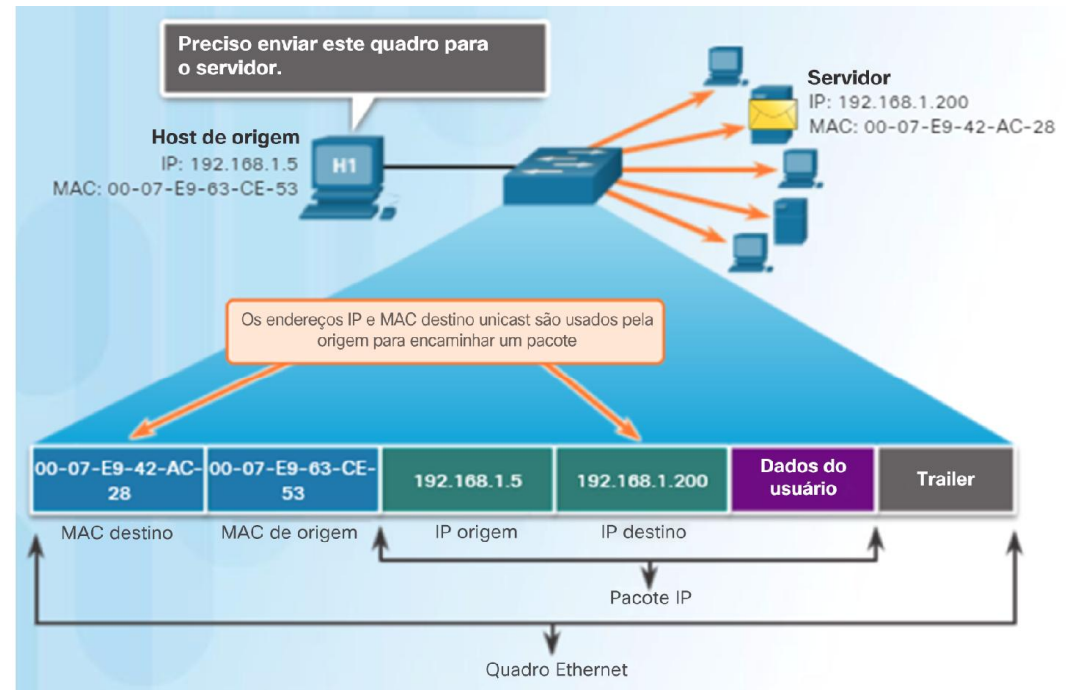 Preciso enviar este quadro para
o servidor.
Host de origem
IP: 192.168.1.5
MAC: 00-07-E9-63-CE-53
H1
Servidor
IP: 192.168.1.200
MAC: 00-07-E9-42-AC-28
Os endereços IP e MAC destino unicast são usados pela
origem para encaminhar um pacote
00-07-E9-42-AC-
28
00-07-E9-63-CE-
53
192.168.1.5
192.168.1.200
Dados do
usuário
Trailer
MAC destino
MAC de origem
IP origem
IP destino
Pacote IP
Quadro Ethernet